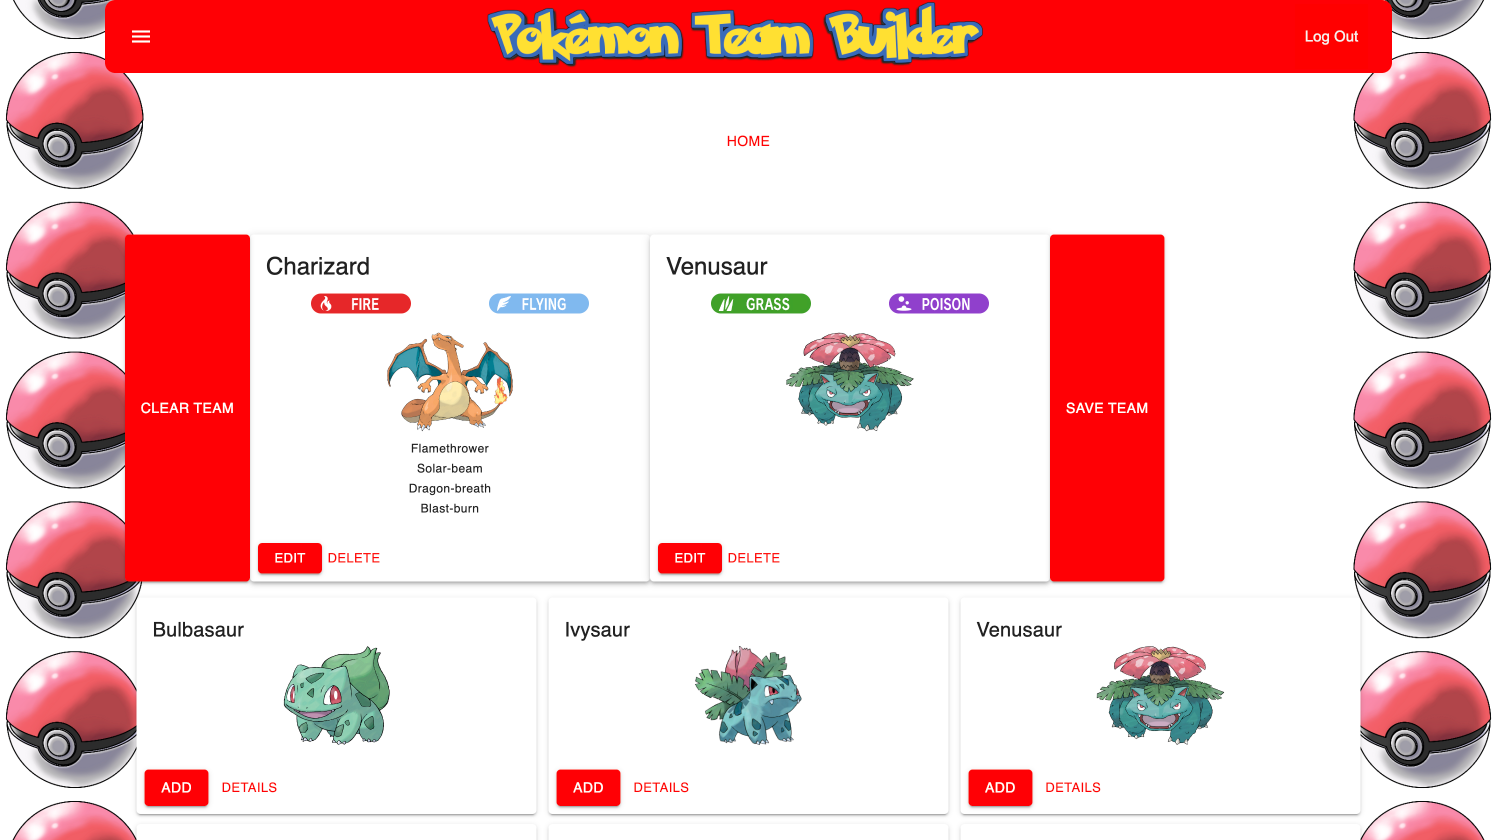 Pokémon Team Builder
Log Out
HOME
CLEAR TEAM
Charizard
FIRE
FLYING
Flamethrower
Solar-beam
Dragon-breath
Blast-burn
EDIT
DELETE
Venusaur
GRASS
POISON
EDIT
DELETE
SAVE TEAM
Bulbasaur
ADD
DETAILS
Ivysaur
ADD
DETAILS
Venusaur
ADD
DETAILS